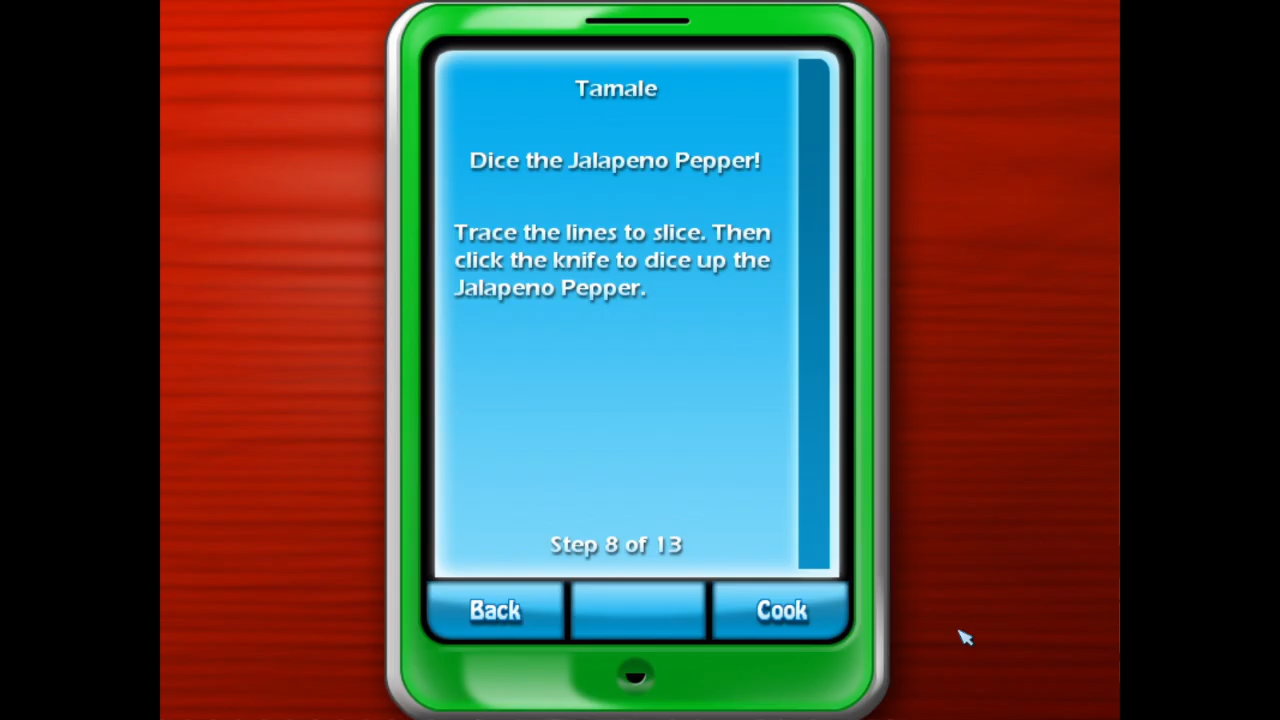 Tamale
Dice the Jalapeno Pepper!
Trace the lines to slice. Then
click the knife to dice up the
Jalapeno Pepper.
Step 8 of 13
Back
Cook